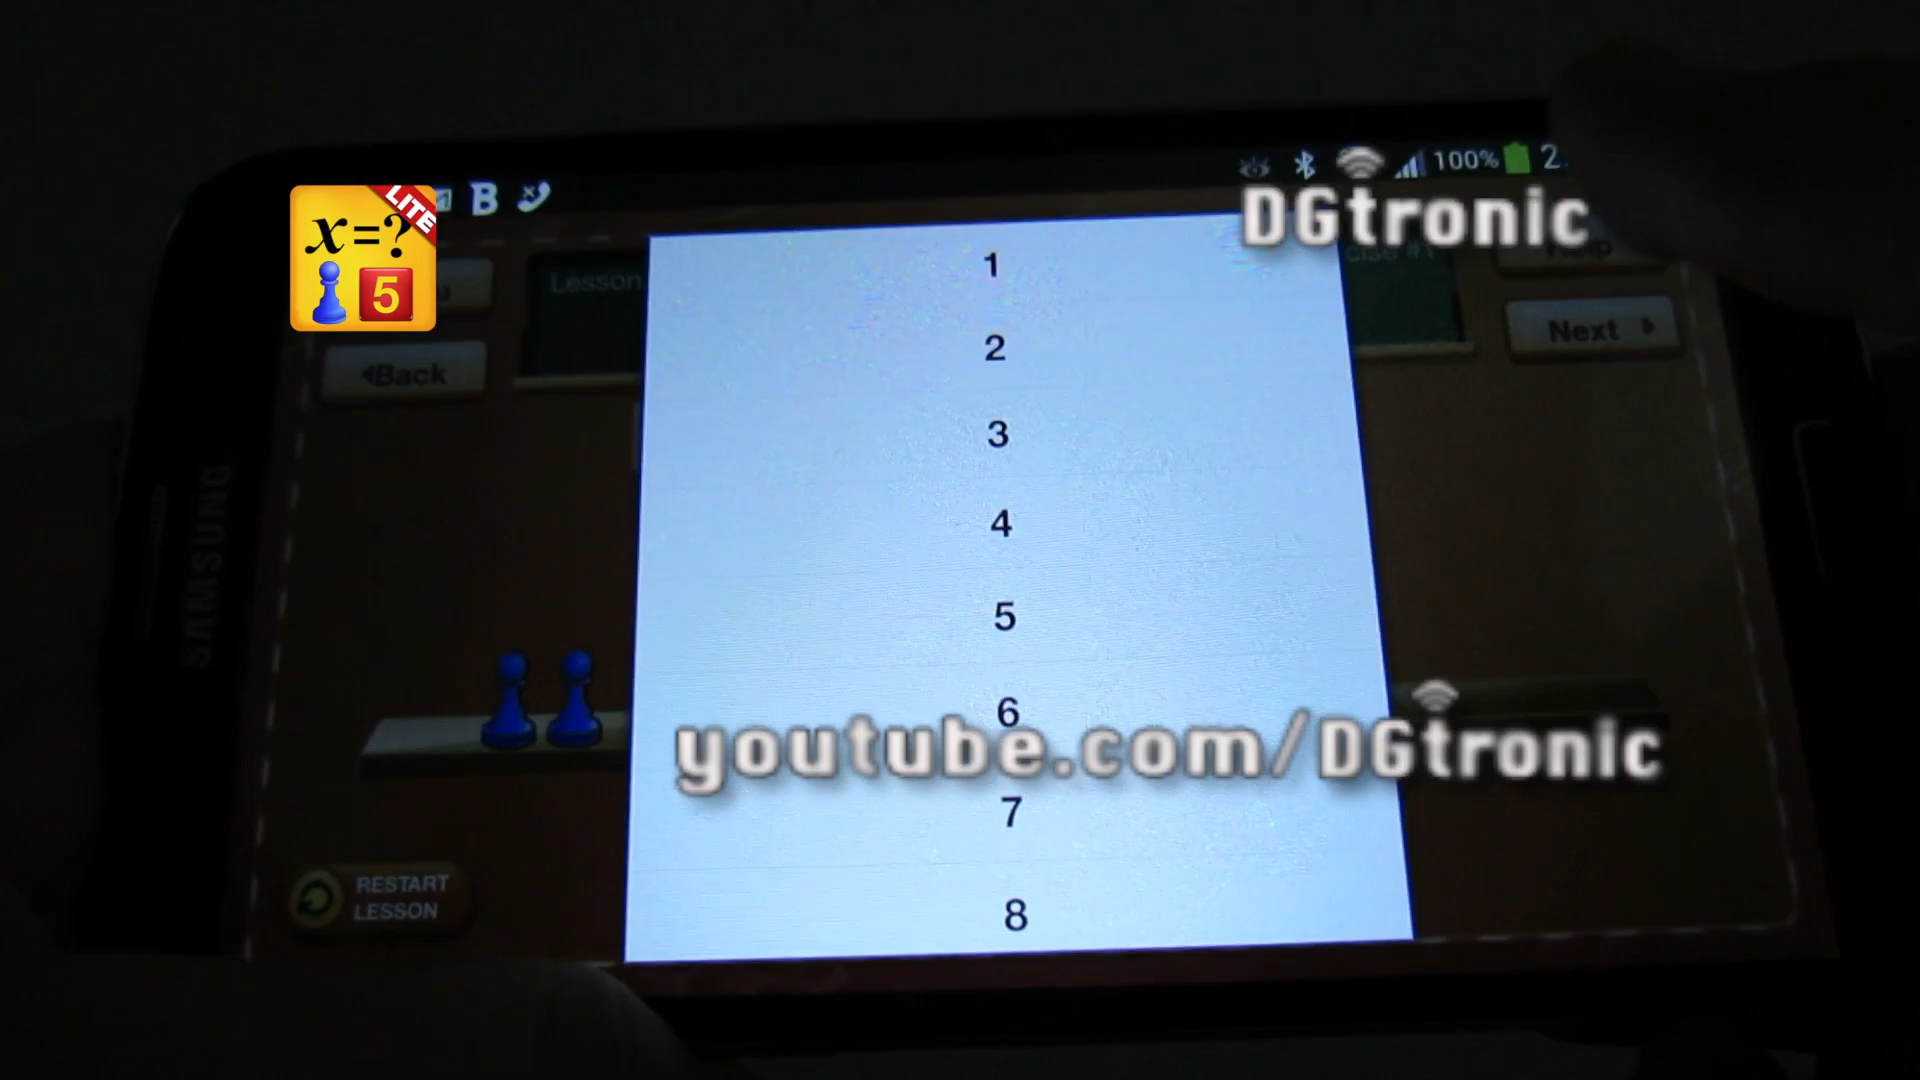 100%
DGtronic
LITE
x=?
5
Lesson
1
Back
Next
2
3
4
5
6
youtube.com/DGtronic
7
8
RESTART
LESSON
SAMSUNG